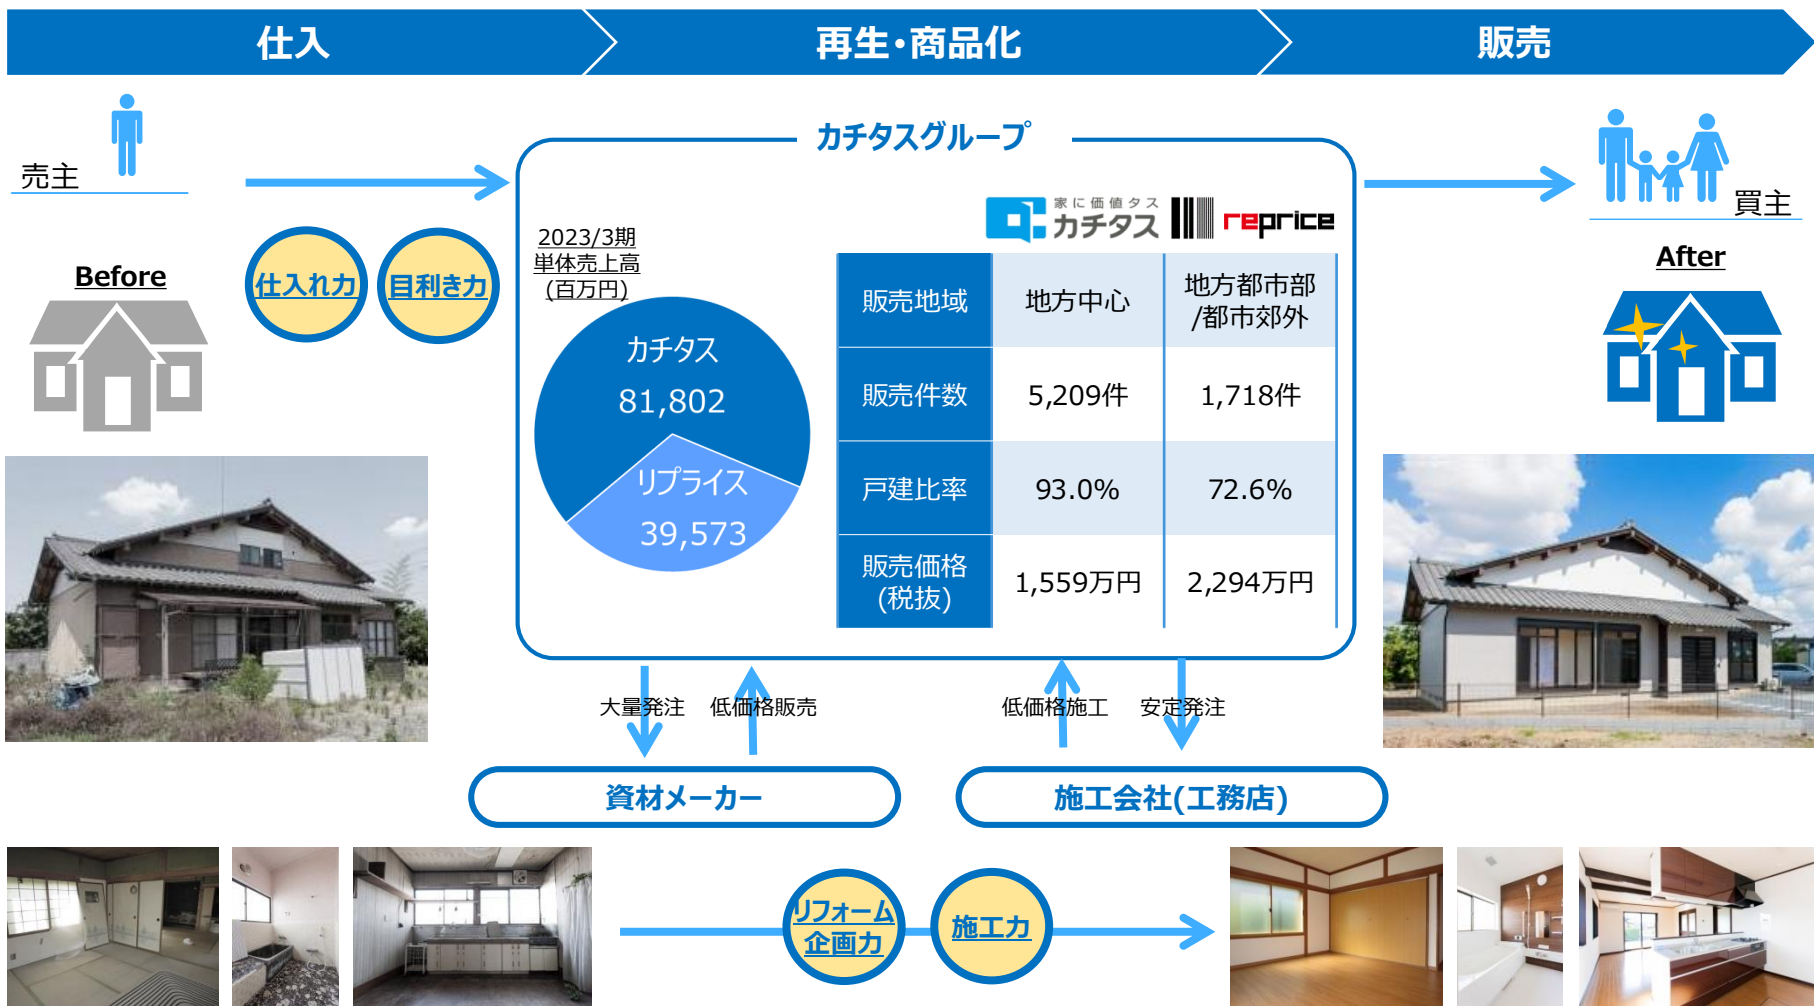 仕入
再生・商品化
販売
売主
カチタスグループ
買主
Before
仕入れ力
目利き力
2023/3期
単体売上高
(百万円)
カチタス
81,802
リプライス
39,573
家に価値タス
カチタス
reprice
販売地域
地方中心
地方都市部
/都市郊外
販売件数
5,209件
1,718件
戸建比率
93.0%
72.6%
販売価格
(税抜)
1,559万円
2,294万円
After
大量発注
低価格販売
低価格施工
安定発注
資材メーカー
施工会社(工務店)
リフォーム
企画力
施工力